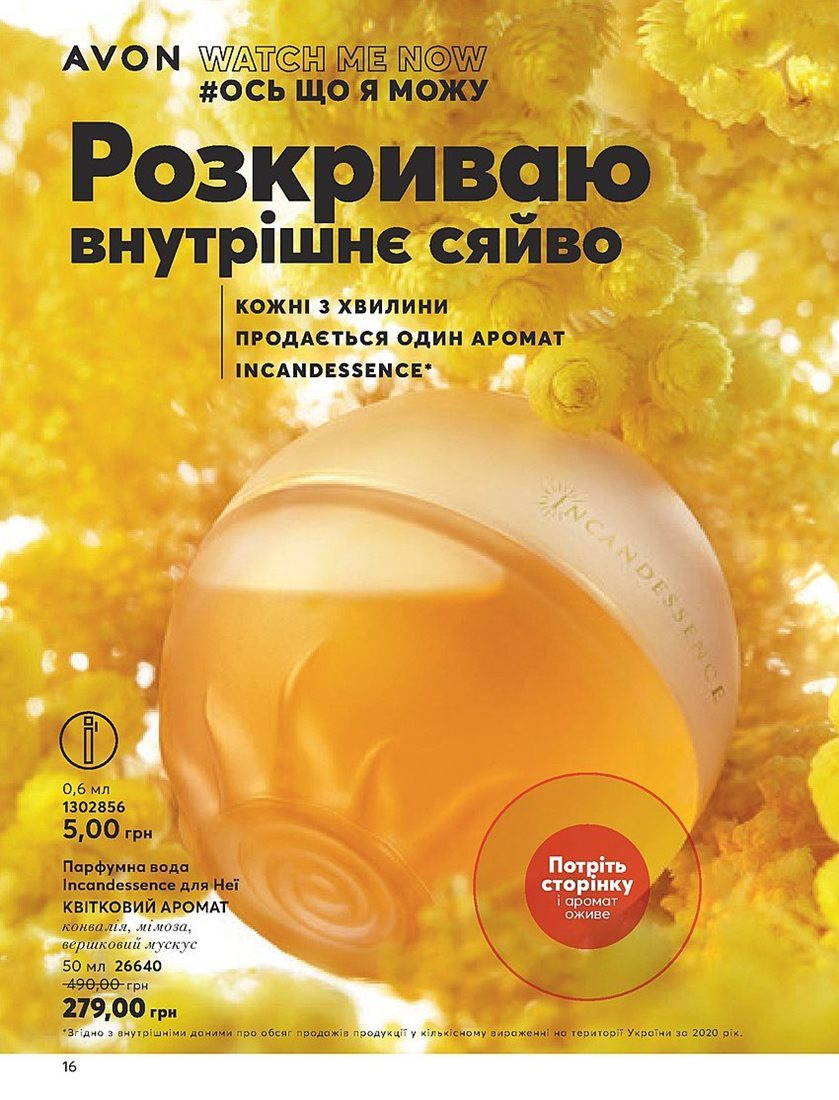 AVON WATCH ME NOW
#ОСЬ ЩО Я МОЖУ
Розкриваю
внутрішнє сяйво
КОЖНІ 3 ХВИЛИНИ
ПРОДАЄТЬСЯ ОДИН АРОМАТ
INCANDESSENCE*
INCANDESSENCE
0,6 мл
1302856
5,00 грн
Парфумна вода
Incandessence для Неї
КВІТКОВИЙ АРОМАТ
конвалія, мімоза,
вершковий мускус
50 мл 26640
490,00 грн
279,00 грн
Потріть
сторінку
і аромат
оживе
*Згідно з внутрішніми даними про обсяг продажів продукції у кількісному вираженні на території України за 2020 рік.
16